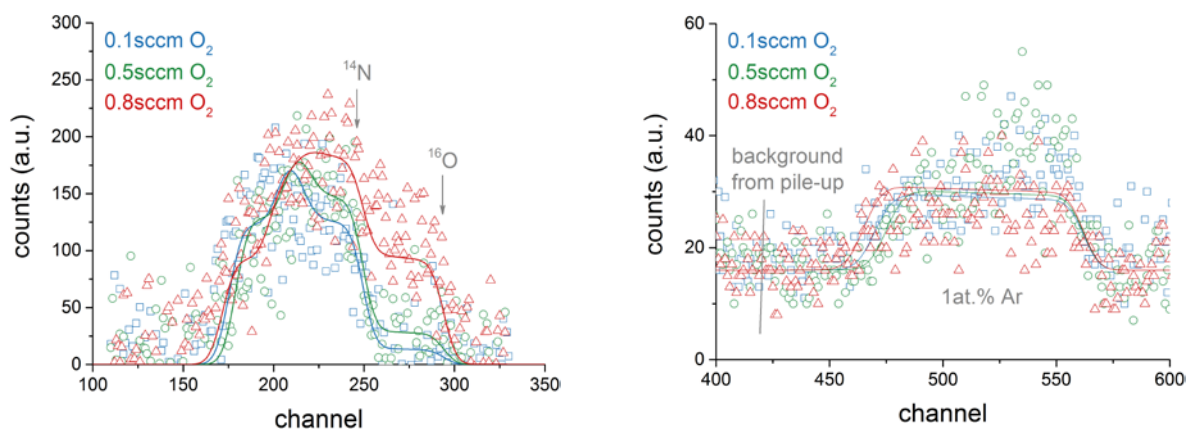 300
250
200
150
100
50
0
counts (a.u.)
0.1sccm O₂
0.5sccm O₂
0.8sccm O₂
¹⁴N
¹⁶O
100 150 200 250 300 350
channel
60
40
20
0
counts (a.u.)
0.1sccm O₂
0.5sccm O₂
0.8sccm O₂
background
from pile-up
1at.% Ar
400 450 500 550 600
channel